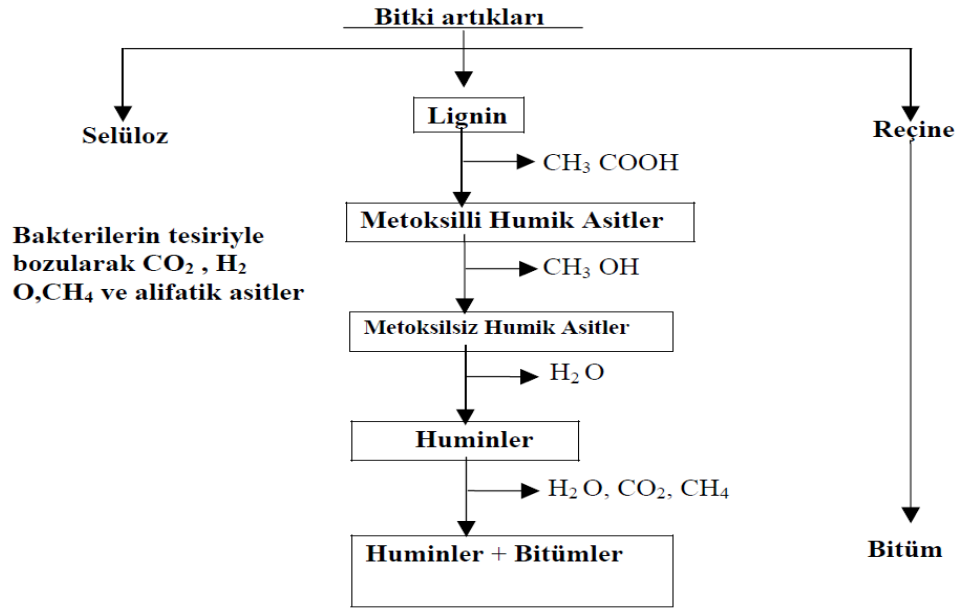 Bitki artıkları
Selüloz
Lignin
Reçine
CH₃ COOH
Metoksilli Humik Asitler
Bakterilerin tesiriyle
bozularak CO₂ , H₂
O,CH₄ ve alifatik asitler
CH₃ OH
Metoksilsiz Humik Asitler
H₂ O
Huminler
H₂ O, CO₂, CH₄
Huminler + Bitümler
Bitüm